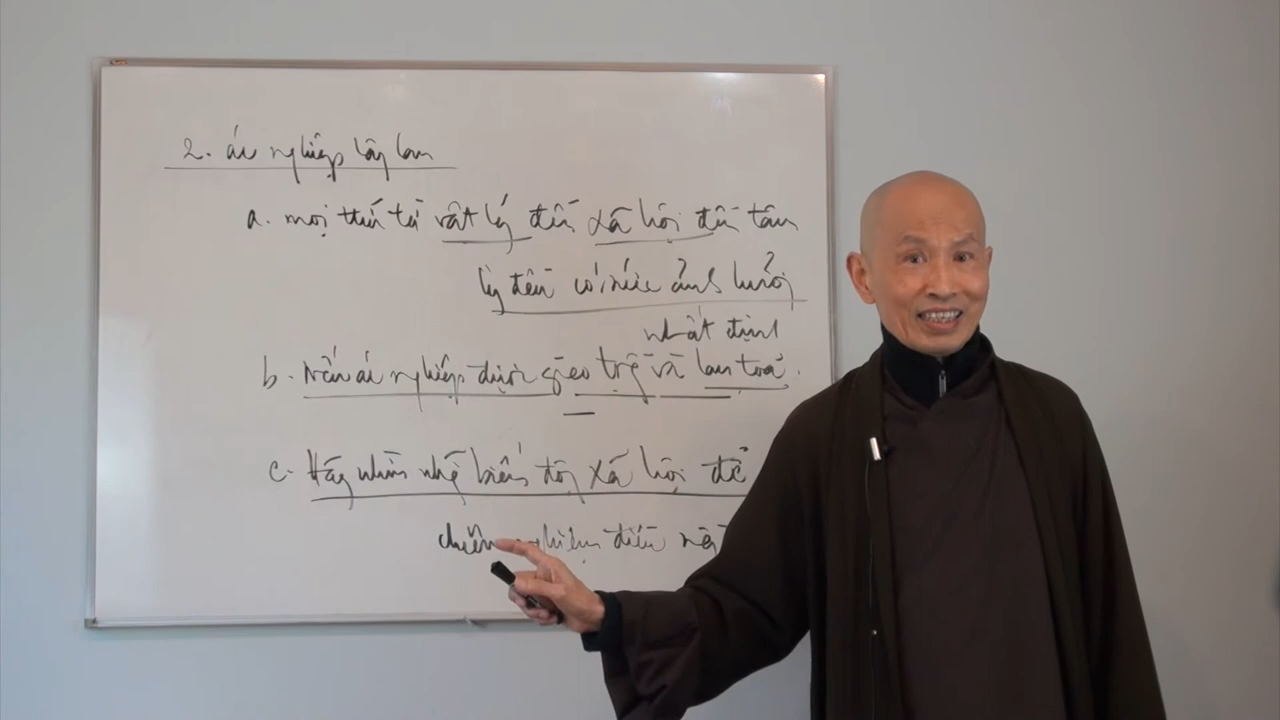 2. ác nghiệp lây lan
a. mọi thứ từ vật lý đến xã hội đến tâm
lý đều có sức ảnh hưởng
nhất định
b. Nếu ác nghiệp được gieo trồng và lan toả.
c. Hãy nhìn những biến động xã hội để
chiêm nghiệm điều này